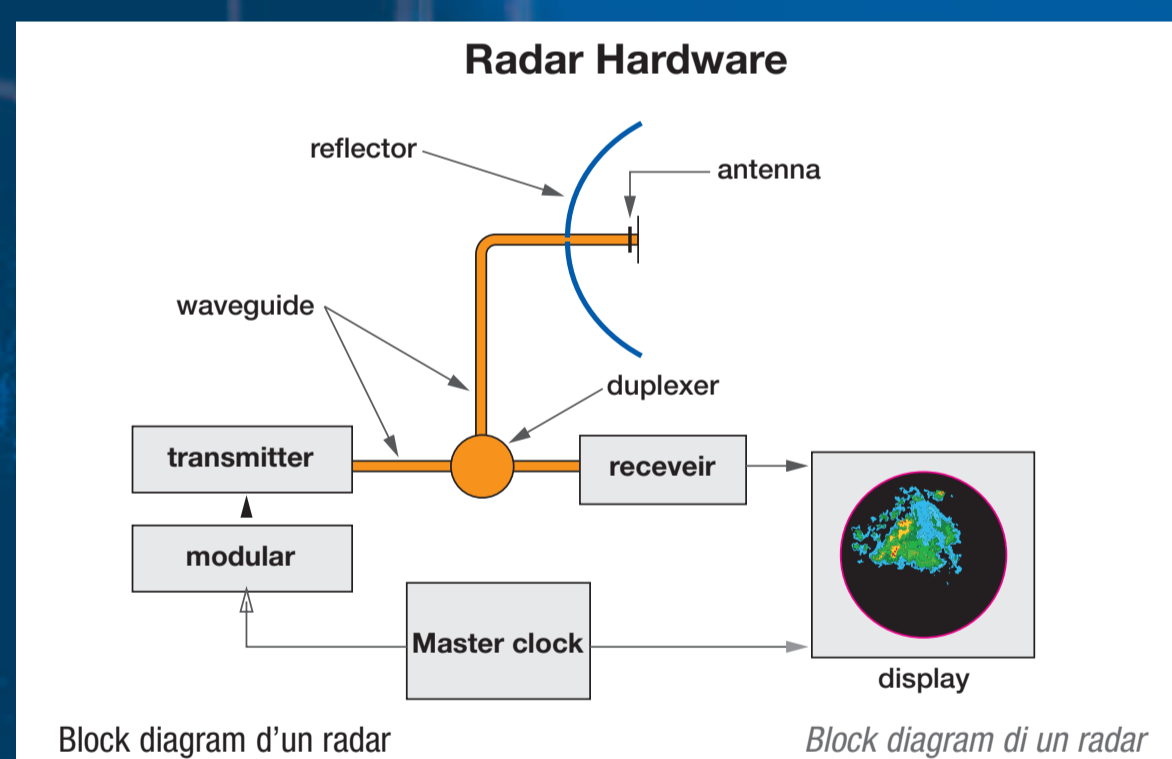 Radar Hardware
reflector
antenna
waveguide
duplexer
transmitter
receveir
modular
Master clock
display
Block diagram d’un radar
Block diagram di un radar